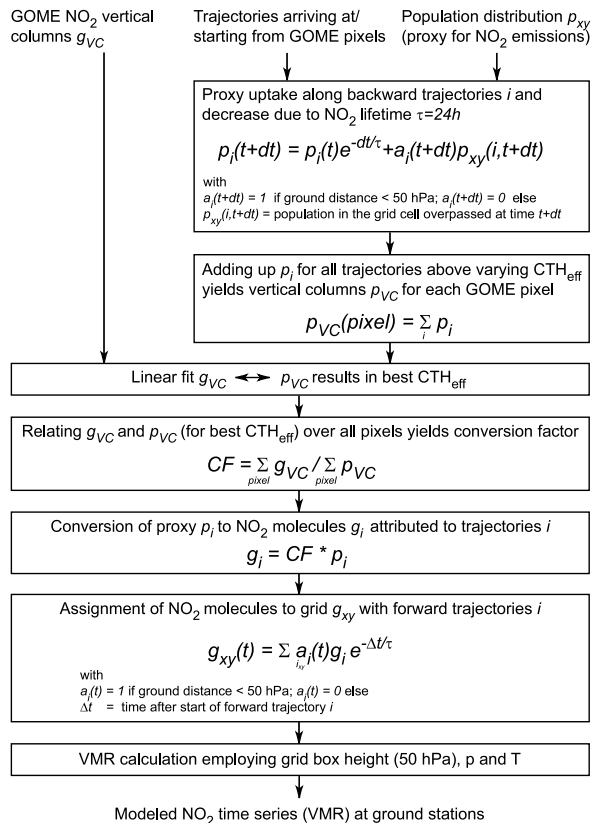 GOME NO2 vertical
columns gVC
Trajectories arriving at/
starting from GOME pixels
Population distribution pxy
(proxy for NO2 emissions)
Proxy uptake along backward trajectories i and
decrease due to NO2 lifetime τ=24h
pi(t+dt) = pi(t)e^-dt/τ+ai(t+dt)pxy(i,t+dt)
with
ai(t+dt) = 1 if ground distance < 50 hPa; ai(t+dt) = 0 else
pxy(i,t+dt) = population in the grid cell overpassed at time t+dt
Adding up pi for all trajectories above varying CTHeff
yields vertical columns pVC for each GOME pixel
pVC(pixel) = Σi pi
Linear fit gVC ↔ pVC results in best CTHeff
Relating gVC and pVC (for best CTHeff) over all pixels yields conversion factor
CF = Σpixel gVC / Σpixel pVC
Conversion of proxy pi to NO2 molecules gi attributed to trajectories i
gi = CF * pi
Assignment of NO2 molecules to grid gxy with forward trajectories i
gxy(t) = Σixy ai(t)gi e^-Δt/τ
with
ai(t) = 1 if ground distance < 50 hPa; ai(t) = 0 else
Δt = time after start of forward trajectory i
VMR calculation employing grid box height (50 hPa), p and T
Modeled NO2 time series (VMR) at ground stations